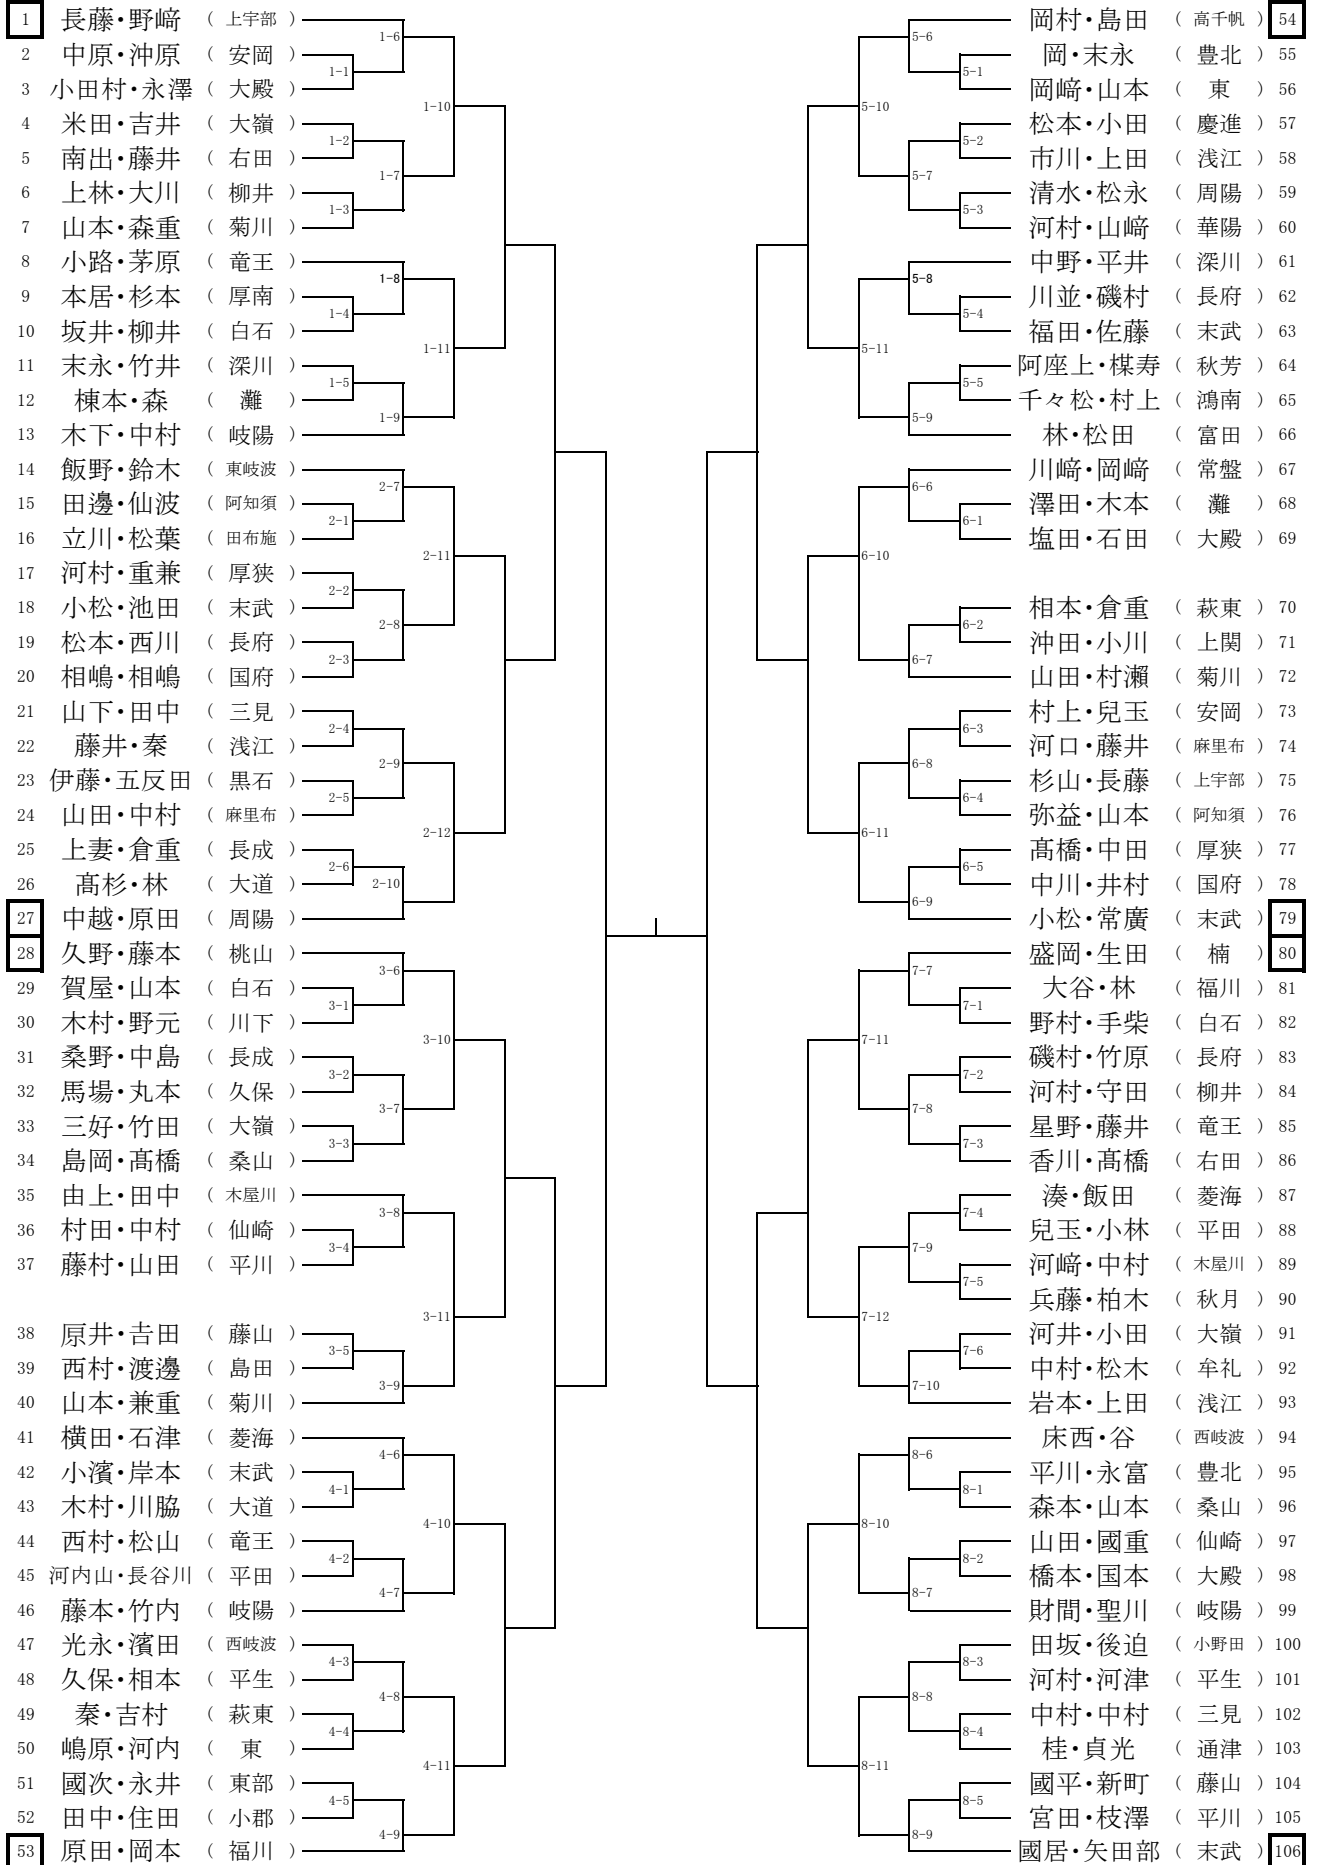 1 長藤・野﨑 （ 上宇部 ）
2 中原・沖原 （ 安岡 ）
3 小田村・永澤 （ 大殿 ）
4 米田・吉井 （ 大嶺 ）
5 南出・藤井 （ 右田 ）
6 上林・大川 （ 柳井 ）
7 山本・森重 （ 菊川 ）
8 小路・茅原 （ 竜王 ）
9 本居・杉本 （ 厚南 ）
10 坂井・柳井 （ 白石 ）
11 末永・竹井 （ 深川 ）
12 棟本・森 （ 灘 ）
13 木下・中村 （ 岐陽 ）
14 飯野・鈴木 （ 東岐波 ）
15 田邊・仙波 （ 阿知須 ）
16 立川・松葉 （ 田布施 ）
17 河村・重兼 （ 厚狭 ）
18 小松・池田 （ 末武 ）
19 松本・西川 （ 長府 ）
20 相嶋・相嶋 （ 国府 ）
21 山下・田中 （ 三見 ）
22 藤井・秦 （ 浅江 ）
23 伊藤・五反田 （ 黒石 ）
24 山田・中村 （ 麻里布 ）
25 上妻・倉重 （ 長成 ）
26 髙杉・林 （ 大道 ）
27 中越・原田 （ 周陽 ）
28 久野・藤本 （ 桃山 ）
29 賀屋・山本 （ 白石 ）
30 木村・野元 （ 川下 ）
31 桑野・中島 （ 長成 ）
32 馬場・丸本 （ 久保 ）
33 三好・竹田 （ 大嶺 ）
34 島岡・髙橋 （ 桑山 ）
35 由上・田中 （ 木屋川 ）
36 村田・中村 （ 仙崎 ）
37 藤村・山田 （ 平川 ）
38 原井・𠮷田 （ 藤山 ）
39 西村・渡邊 （ 島田 ）
40 山本・兼重 （ 菊川 ）
41 横田・石津 （ 菱海 ）
42 小濱・岸本 （ 末武 ）
43 木村・川脇 （ 大道 ）
44 西村・松山 （ 竜王 ）
45 河内山・長谷川 （ 平田 ）
46 藤本・竹内 （ 岐陽 ）
47 光永・濱田 （ 西岐波 ）
48 久保・相本 （ 平生 ）
49 秦・吉村 （ 萩東 ）
50 嶋原・河内 （ 東 ）
51 國次・永井 （ 東部 ）
52 田中・住田 （ 小郡 ）
53 原田・岡本 （ 福川 ）
1-6
1-1
1-10
1-2
1-7
1-3
1-8
1-4
1-11
1-5
1-9
2-7
2-1
2-11
2-2
2-8
2-3
2-4
2-9
2-5
2-12
2-6
2-10
3-6
3-1
3-10
3-2
3-7
3-3
3-8
3-4
3-11
3-5
3-9
4-6
4-1
4-10
4-2
4-7
4-3
4-8
4-4
4-11
4-5
4-9
5-6
5-1
5-10
5-2
5-7
5-3
5-8
5-4
5-11
5-5
5-9
6-6
6-1
6-10
6-2
6-7
6-3
6-8
6-4
6-11
6-5
6-9
7-7
7-1
7-11
7-2
7-8
7-3
7-4
7-9
7-5
7-12
7-6
7-10
8-6
8-1
8-10
8-2
8-7
8-3
8-8
8-4
8-11
8-5
8-9
岡村・島田 （ 高千帆 ） 54
岡・末永 （ 豊北 ） 55
岡﨑・山本 （ 東 ） 56
松本・小田 （ 慶進 ） 57
市川・上田 （ 浅江 ） 58
清水・松永 （ 周陽 ） 59
河村・山﨑 （ 華陽 ） 60
中野・平井 （ 深川 ） 61
川並・磯村 （ 長府 ） 62
福田・佐藤 （ 末武 ） 63
阿座上・楳寿 （ 秋芳 ） 64
千々松・村上 （ 鴻南 ） 65
林・松田 （ 富田 ） 66
川﨑・岡﨑 （ 常盤 ） 67
澤田・木本 （ 灘 ） 68
塩田・石田 （ 大殿 ） 69
相本・倉重 （ 萩東 ） 70
沖田・小川 （ 上関 ） 71
山田・村瀬 （ 菊川 ） 72
村上・兒玉 （ 安岡 ） 73
河口・藤井 （ 麻里布 ） 74
杉山・長藤 （ 上宇部 ） 75
弥益・山本 （ 阿知須 ） 76
髙橋・中田 （ 厚狭 ） 77
中川・井村 （ 国府 ） 78
小松・常廣 （ 末武 ） 79
盛岡・生田 （ 楠 ） 80
大谷・林 （ 福川 ） 81
野村・手柴 （ 白石 ） 82
磯村・竹原 （ 長府 ） 83
河村・守田 （ 柳井 ） 84
星野・藤井 （ 竜王 ） 85
香川・髙橋 （ 右田 ） 86
湊・飯田 （ 菱海 ） 87
兒玉・小林 （ 平田 ） 88
河﨑・中村 （ 木屋川 ） 89
兵藤・柏木 （ 秋月 ） 90
河井・小田 （ 大嶺 ） 91
中村・松木 （ 牟礼 ） 92
岩本・上田 （ 浅江 ） 93
床西・谷 （ 西岐波 ） 94
平川・永富 （ 豊北 ） 95
森本・山本 （ 桑山 ） 96
山田・國重 （ 仙崎 ） 97
橋本・国本 （ 大殿 ） 98
財間・聖川 （ 岐陽 ） 99
田坂・後迫 （ 小野田 ） 100
河村・河津 （ 平生 ） 101
中村・中村 （ 三見 ） 102
桂・貞光 （ 通津 ） 103
國平・新町 （ 藤山 ） 104
宮田・枝澤 （ 平川 ） 105
國居・矢田部 （ 末武 ） 106